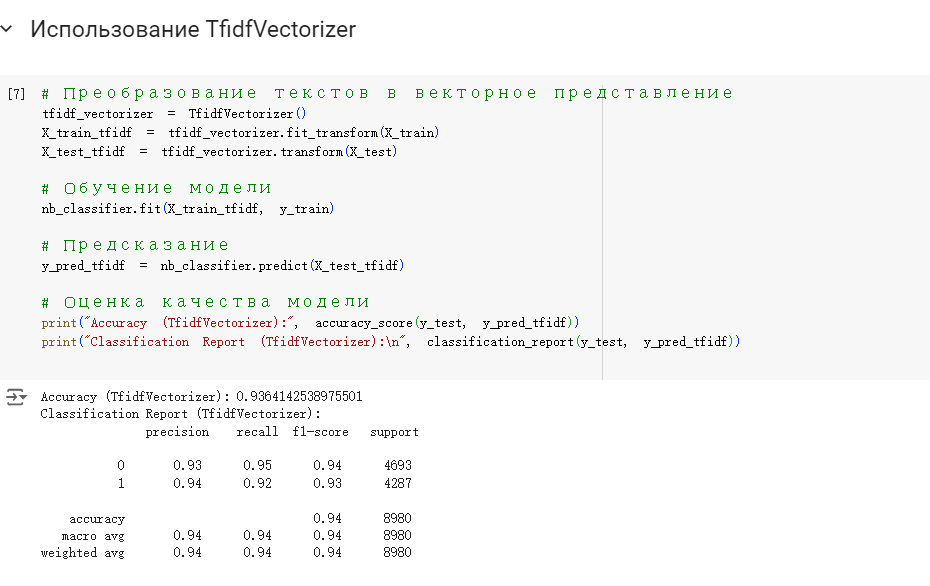 Использование TfidfVectorizer
[7] # Преобразование текстов в векторное представление
tfidf_vectorizer = TfidfVectorizer()
X_train_tfidf = tfidf_vectorizer.fit_transform(X_train)
X_test_tfidf = tfidf_vectorizer.transform(X_test)
# Обучение модели
nb_classifier.fit(X_train_tfidf, y_train)
# Предсказание
y_pred_tfidf = nb_classifier.predict(X_test_tfidf)
# Оценка качества модели
print("Accuracy (TfidfVectorizer):", accuracy_score(y_test, y_pred_tfidf))
print("Classification Report (TfidfVectorizer):\n", classification_report(y_test, y_pred_tfidf))
Accuracy (TfidfVectorizer): 0.9364142538975501
Classification Report (TfidfVectorizer):
precision recall f1-score support
0 0.93 0.95 0.94 4693
1 0.94 0.92 0.93 4287
accuracy 0.94 8980
macro avg 0.94 0.94 0.94 8980
weighted avg 0.94 0.94 0.94 8980